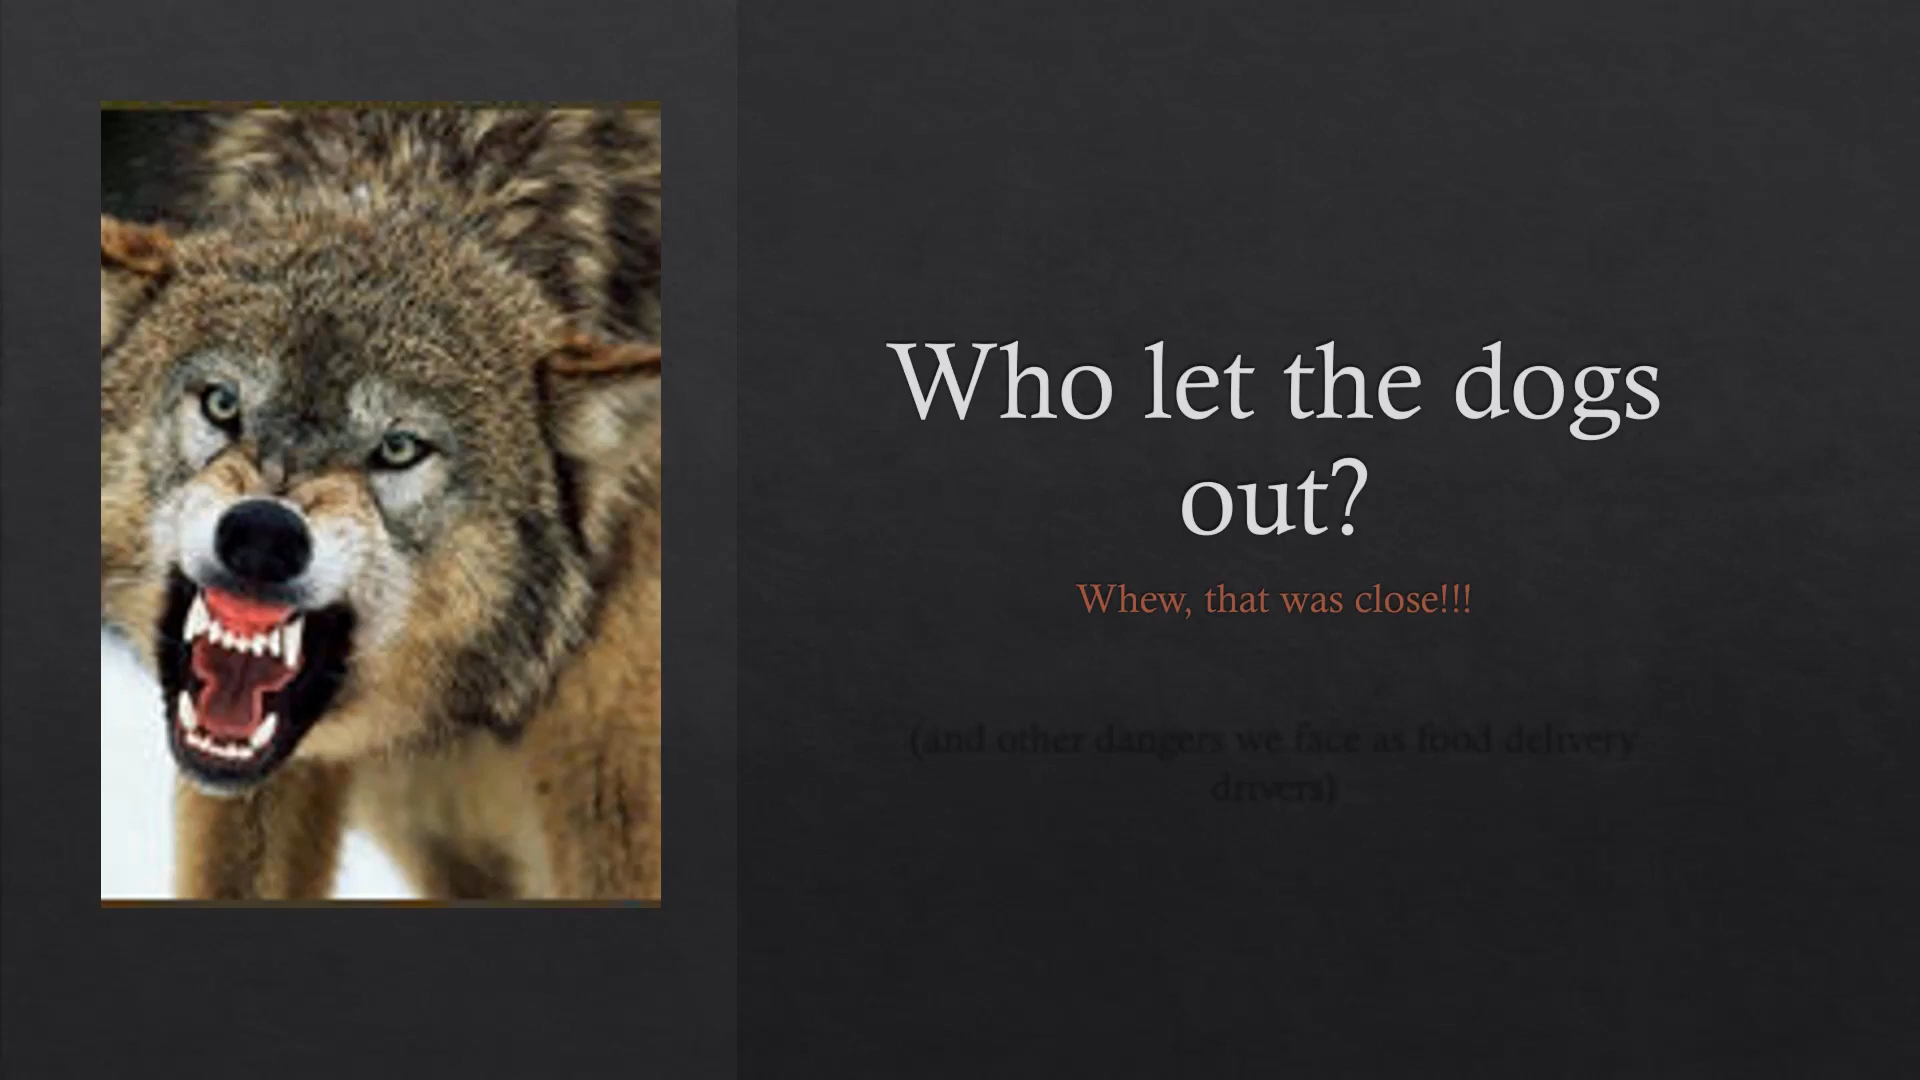 Who let the dogs
out?
Whew, that was close!!!
(and other dangers we face as food delivery
drivers)